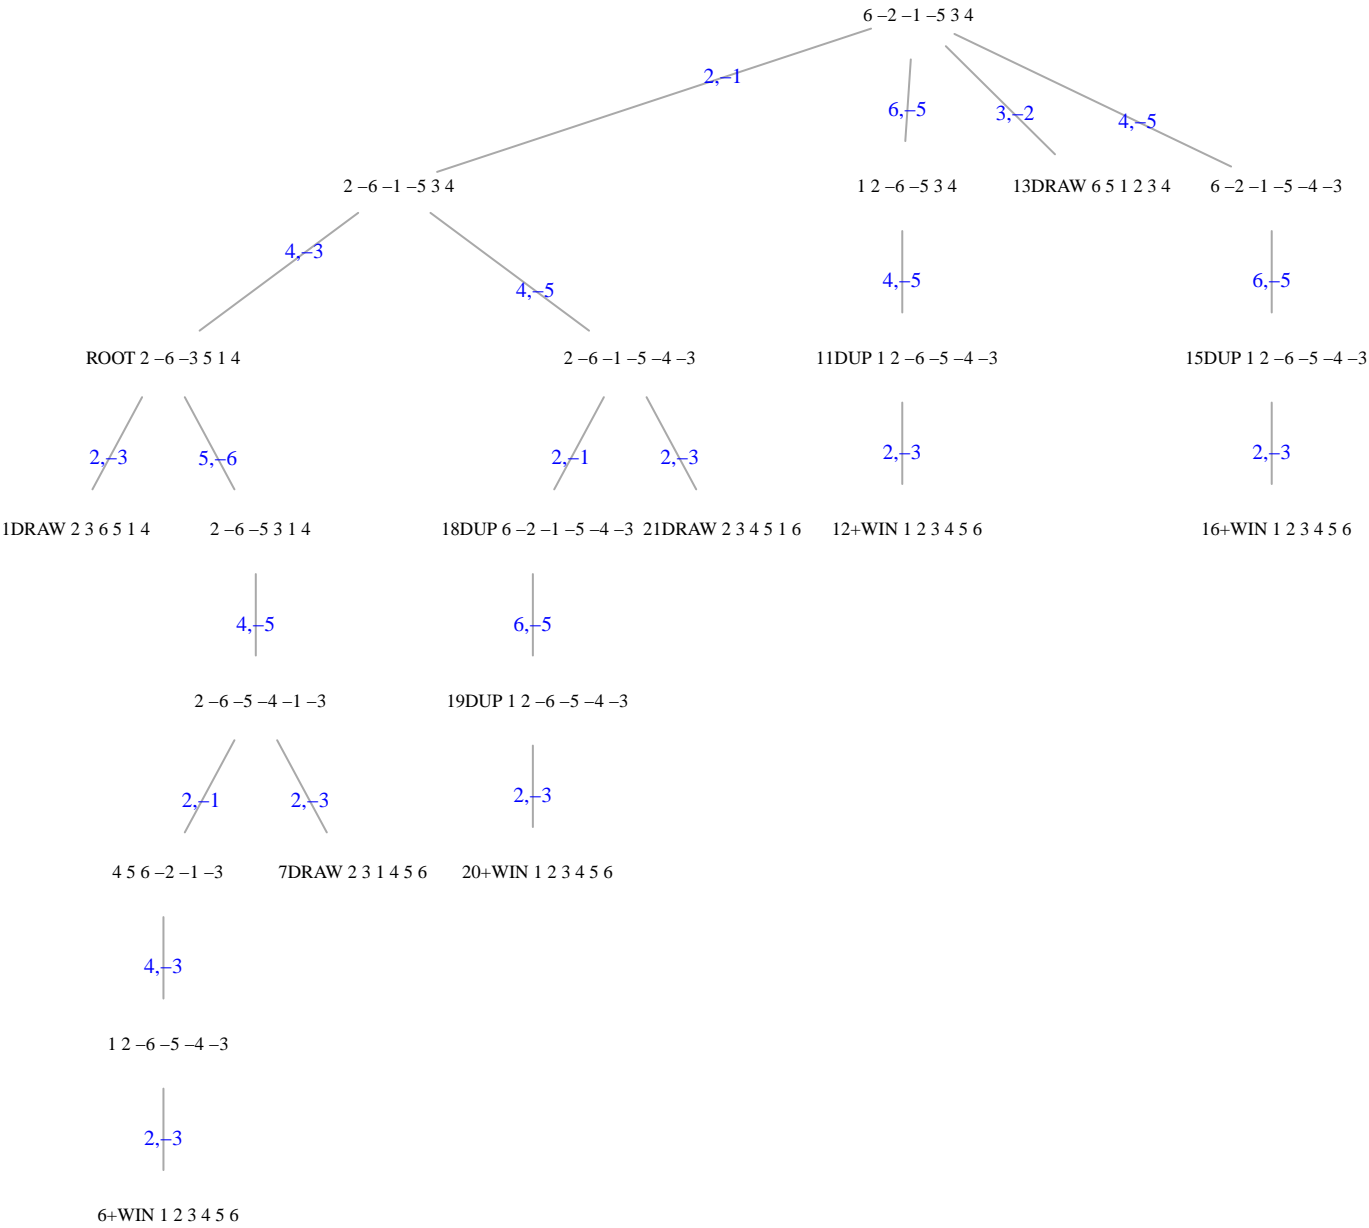 6 –2 –1 –5 3 4
2,–1
6,–5
3,–2
4,–5
2 –6 –1 –5 3 4
1 2 –6 –5 3 4
13DRAW 6 5 1 2 3 4
6 –2 –1 –5 –4 –3
4,–3
4,–5
4,–5
6,–5
ROOT 2 –6 –3 5 1 4
2 –6 –1 –5 –4 –3
11DUP 1 2 –6 –5 –4 –3
15DUP 1 2 –6 –5 –4 –3
2,–3
5,–6
2,–1
2,–3
2,–3
2,–3
1DRAW 2 3 6 5 1 4
2 –6 –5 3 1 4
18DUP 6 –2 –1 –5 –4 –3
21DRAW 2 3 4 5 1 6
12+WIN 1 2 3 4 5 6
16+WIN 1 2 3 4 5 6
4,–5
6,–5
2 –6 –5 –4 –1 –3
19DUP 1 2 –6 –5 –4 –3
2,–1
2,–3
2,–3
4 5 6 –2 –1 –3
7DRAW 2 3 1 4 5 6
20+WIN 1 2 3 4 5 6
4,–3
1 2 –6 –5 –4 –3
2,–3
6+WIN 1 2 3 4 5 6